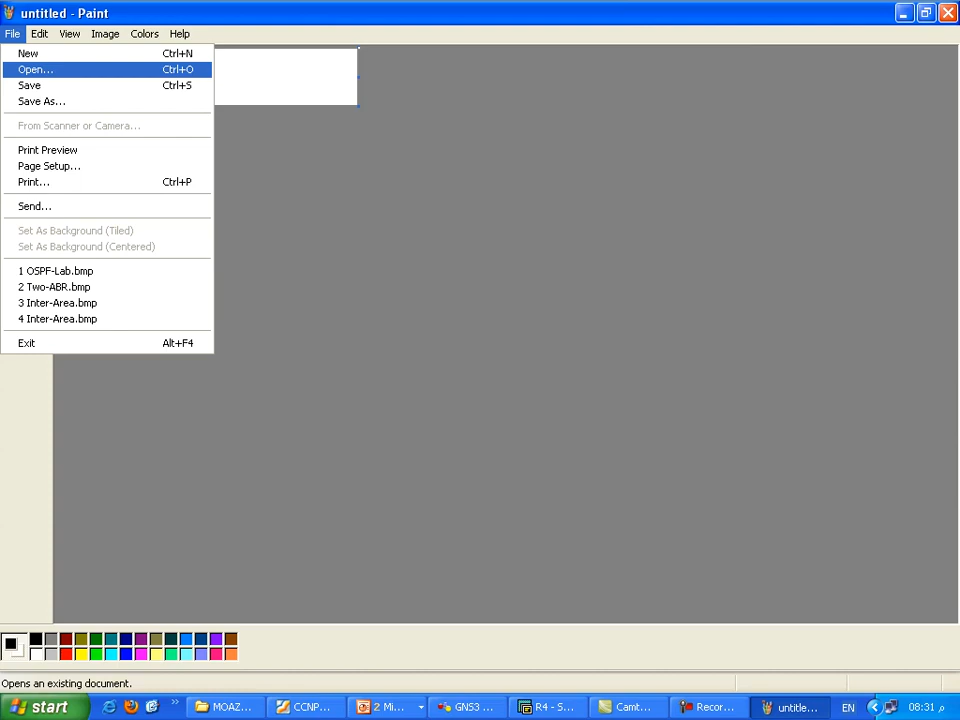 untitled - Paint
File Edit View Image Colors Help
New Ctrl+N
Open... Ctrl+O
Save Ctrl+S
Save As...
From Scanner or Camera...
Print Preview
Page Setup...
Print... Ctrl+P
Send...
Set As Background (Tiled)
Set As Background (Centered)
1 OSPF-Lab.bmp
2 Two-ABR.bmp
3 Inter-Area.bmp
4 Inter-Area.bmp
Exit Alt+F4
Opens an existing document.
start » MOAZ... CCNP... 2 Mi... GNS3 ... R4 - S... Camt... Recor... untitle... EN 08:31 م